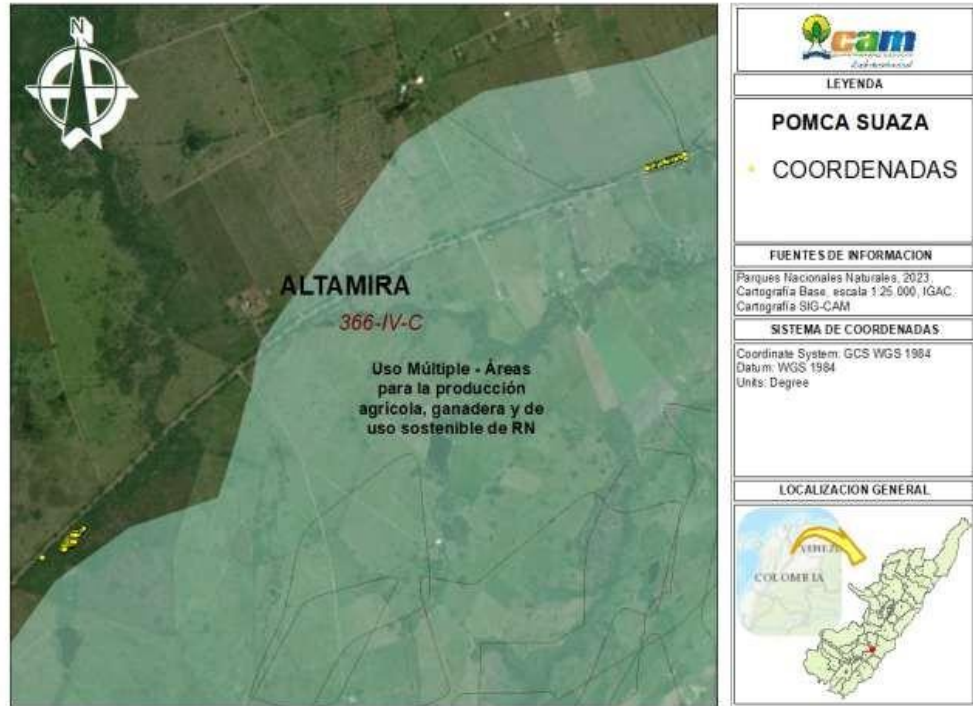 N
ALTAMIRA
366-IV-C
Uso Múltiple - Áreas
para la producción
agrícola, ganadera y de
uso sostenible de RN
cam
LEYENDA
POMCA SUAZA
COORDENADAS
FUENTES DE INFORMACION
Parques Nacionales Naturales, 2023.
Cartografía Base, escala 1:25.000, IGAC.
Cartografía SIG-CAM
SISTEMA DE COORDENADAS
Coordinate System: GCS WGS 1984
Datum: WGS 1984
Units: Degree
LOCALIZACION GENERAL
VENEZ
COLOMBIA